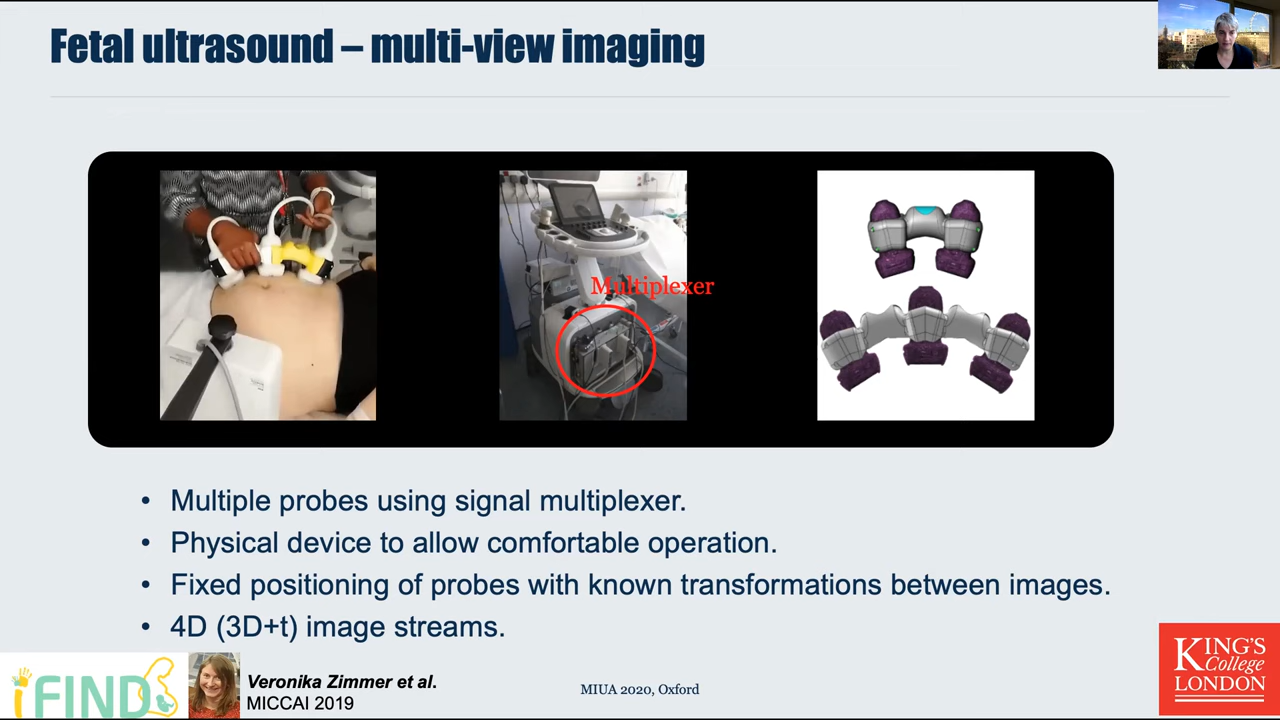 Fetal ultrasound – multi-view imaging
Multiplexer
• Multiple probes using signal multiplexer.
• Physical device to allow comfortable operation.
• Fixed positioning of probes with known transformations between images.
• 4D (3D+t) image streams.
iFIND
Veronika Zimmer et al.
MICCAI 2019
MIUA 2020, Oxford
KING'S
College
LONDON